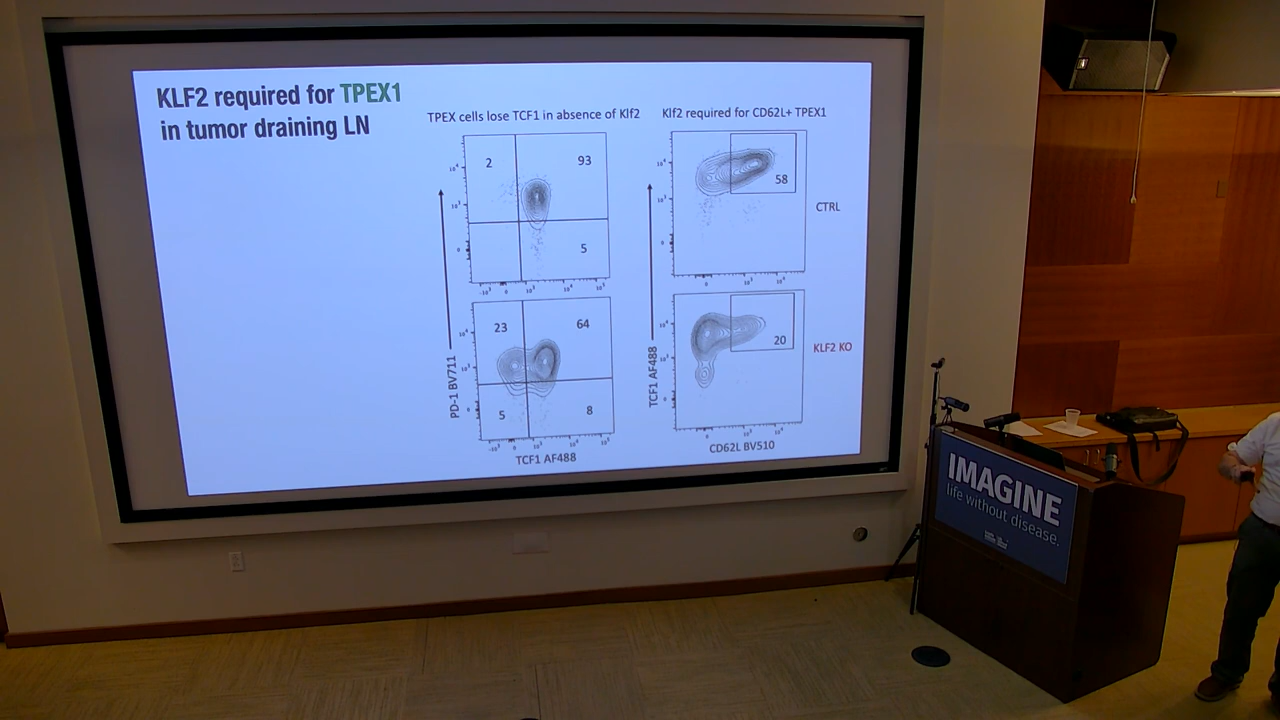 KLF2 required for TPEX1
in tumor draining LN
TPEX cells lose TCF1 in absence of Klf2
Klf2 required for CD62L+ TPEX1
2
93
5
58
CTRL
23
64
5
8
20
KLF2 KO
PD-1 BV711
TCF1 AF488
TCF1 AF488
CD62L BV510
IMAGINE
life without disease.